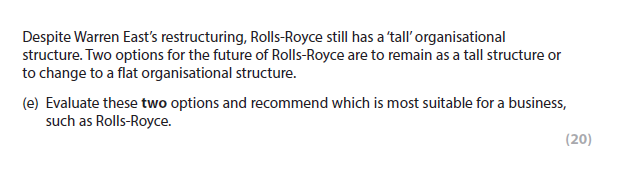 Despite Warren East's restructuring, Rolls-Royce still has a 'tall' organisational
structure. Two options for the future of Rolls-Royce are to remain as a tall structure or
to change to a flat organisational structure.
(e) Evaluate these two options and recommend which is most suitable for a business,
such as Rolls-Royce.
(20)